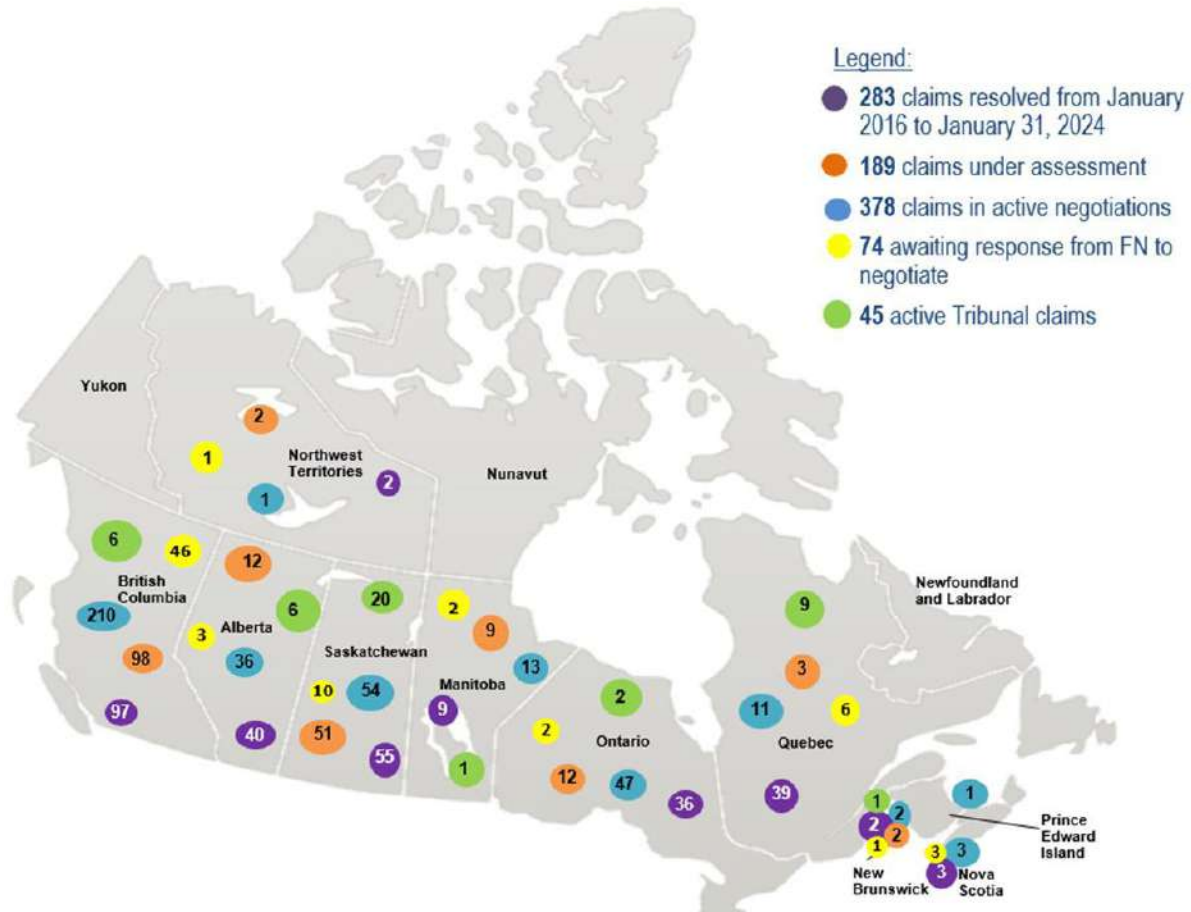 Legend:
283 claims resolved from January
2016 to January 31, 2024
189 claims under assessment
378 claims in active negotiations
74 awaiting response from FN to
negotiate
45 active Tribunal claims
Yukon
2
1
Northwest
Territories
2
1
Nunavut
6
46
British
Columbia
210
98
97
12
6
3
Alberta
36
40
20
Saskatchewan
10
54
51
55
2
9
13
Manitoba
9
1
2
2
Ontario
12
47
36
Newfoundland
and Labrador
9
3
11
6
Quebec
39
1
2
2
2
1
New
Brunswick
1
Prince
Edward
Island
3
3
3
Nova
Scotia